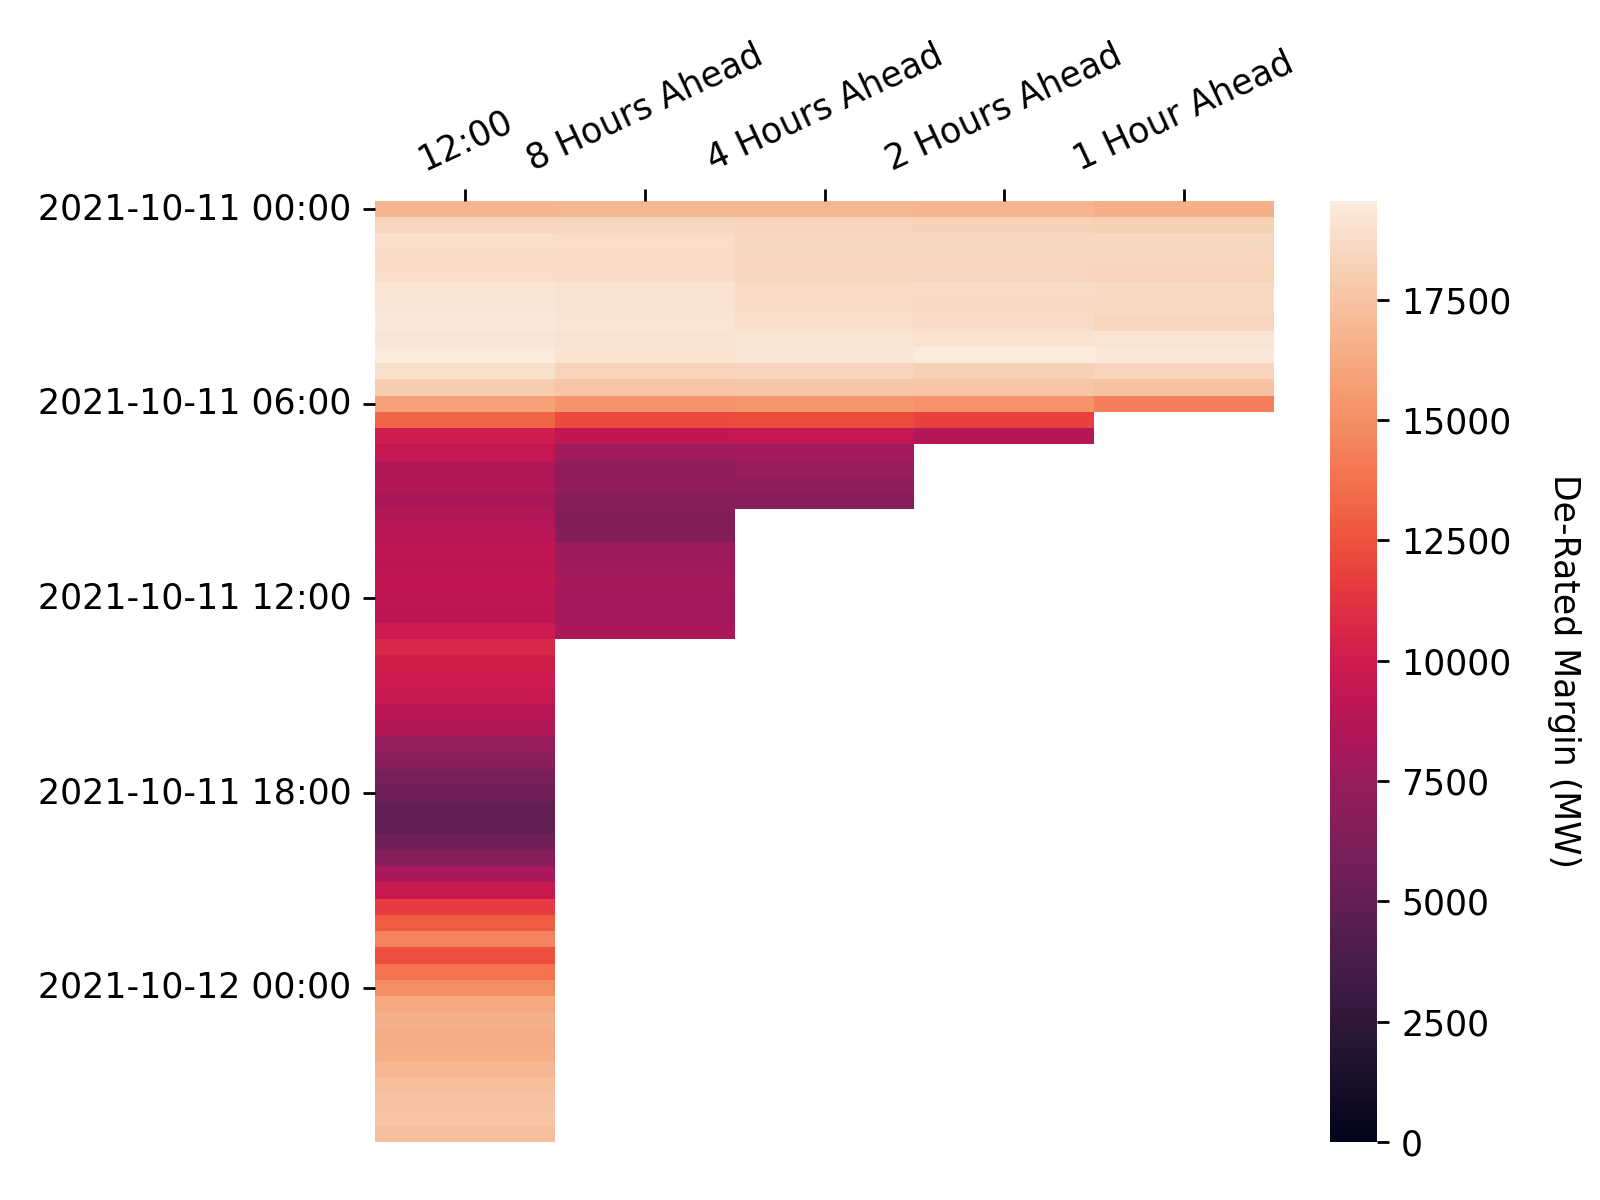 12:00
8 Hours Ahead
4 Hours Ahead
2 Hours Ahead
1 Hour Ahead
2021-10-11 00:00
2021-10-11 06:00
2021-10-11 12:00
2021-10-11 18:00
2021-10-12 00:00
17500
15000
12500
10000
7500
5000
2500
0
De-Rated Margin (MW)